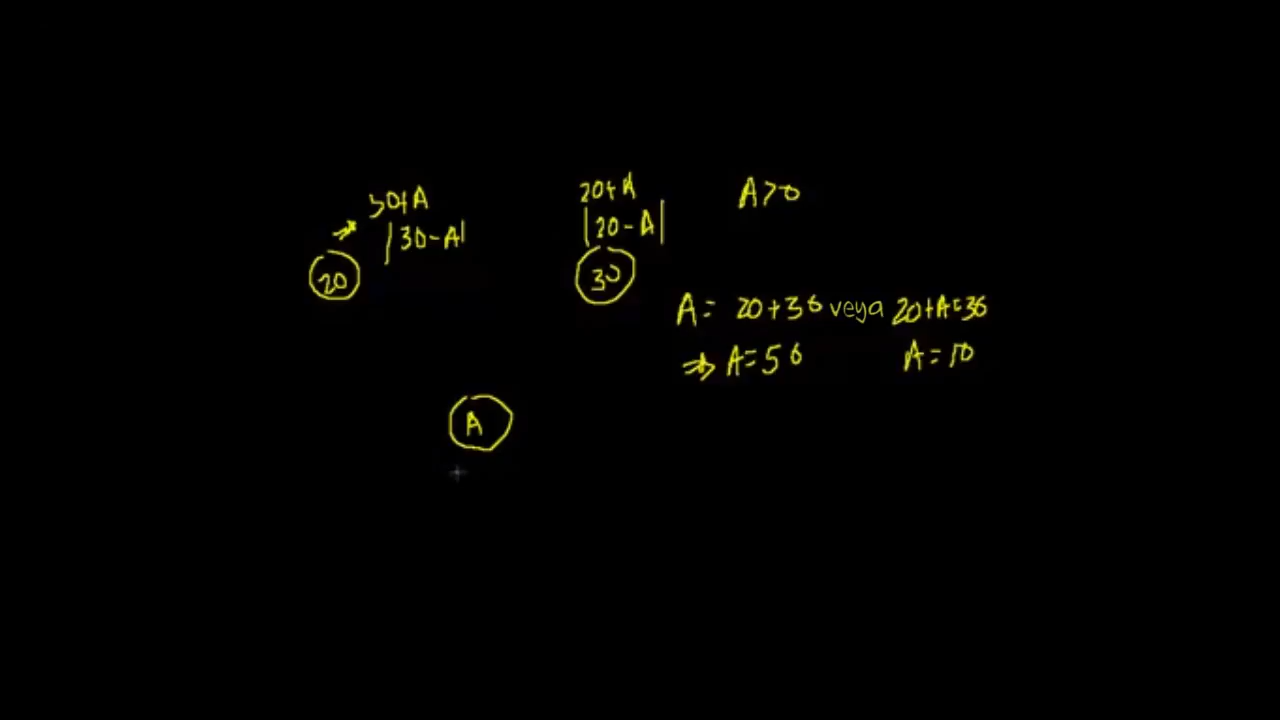 30+A
|30-A|
20
20+A
|20-A|
30
A>0
A= 20+30 veya 20+A=30
⇒ A=50 A=10
A